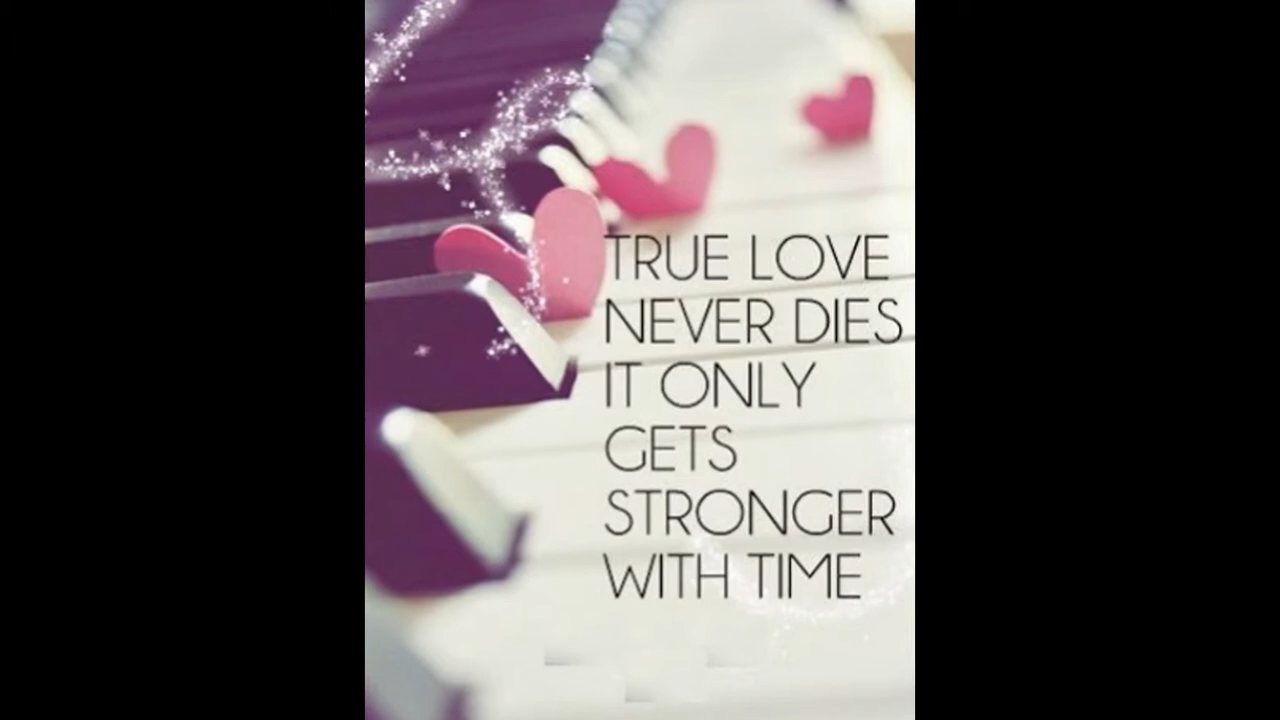 TRUE LOVE
NEVER DIES
IT ONLY
GETS
STRONGER
WITH TIME